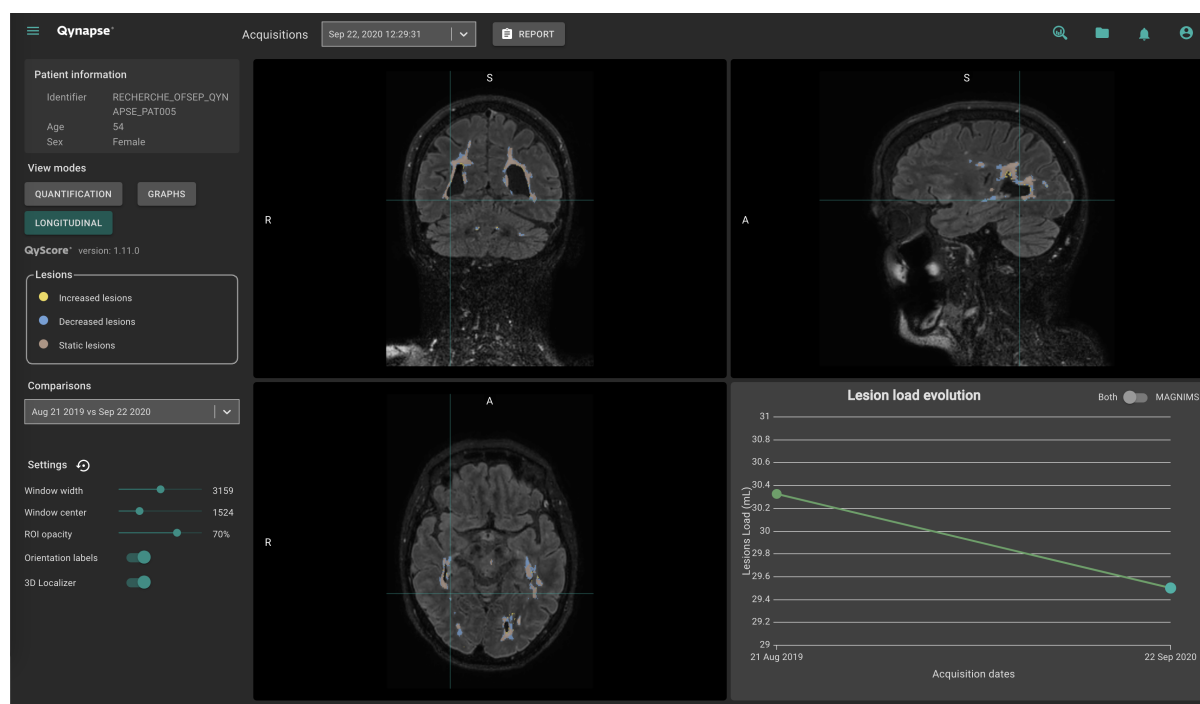 Qynapse
Acquisitions
Sep 22, 2020 12:29:31
REPORT
Patient information
Identifier RECHERCHE_OFSEP_QYN
APSE_PAT005
Age 54
Sex Female
View modes
QUANTIFICATION GRAPHS
LONGITUDINAL
QyScore® version: 1.11.0
Lesions
Increased lesions
Decreased lesions
Static lesions
Comparisons
Aug 21 2019 vs Sep 22 2020
Settings
Window width 3159
Window center 1524
ROI opacity 70%
Orientation labels
3D Localizer
S
R
S
A
A
R
Lesion load evolution
Both MAGNIMS
Lesions Load (mL)
31
30.8
30.6
30.4
30.2
30
29.8
29.6
29.4
29.2
29
21 Aug 2019 22 Sep 2020
Acquisition dates